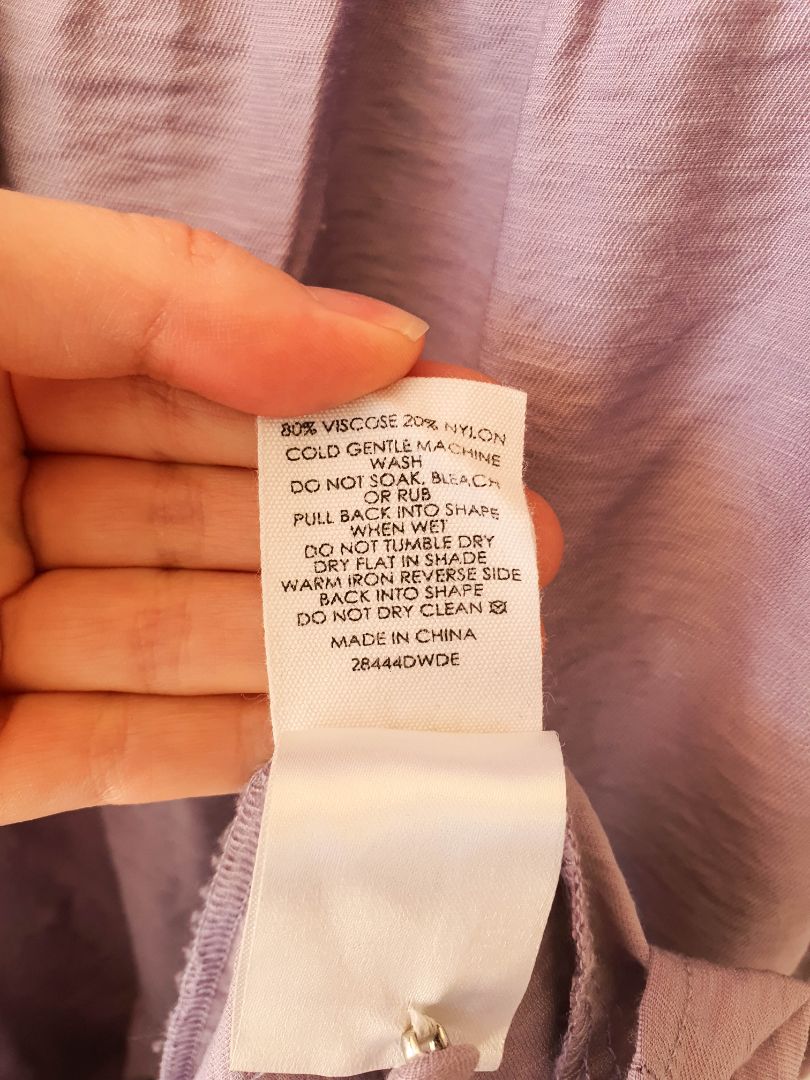 80% VISCOSE 20% NYLON
COLD GENTLE MACHINE
WASH
DO NOT SOAK, BLEACH
OR RUB
PULL BACK INTO SHAPE
WHEN WET
DO NOT TUMBLE DRY
DRY FLAT IN SHADE
WARM IRON REVERSE SIDE
BACK INTO SHAPE
DO NOT DRY CLEAN
MADE IN CHINA
28444DWDE